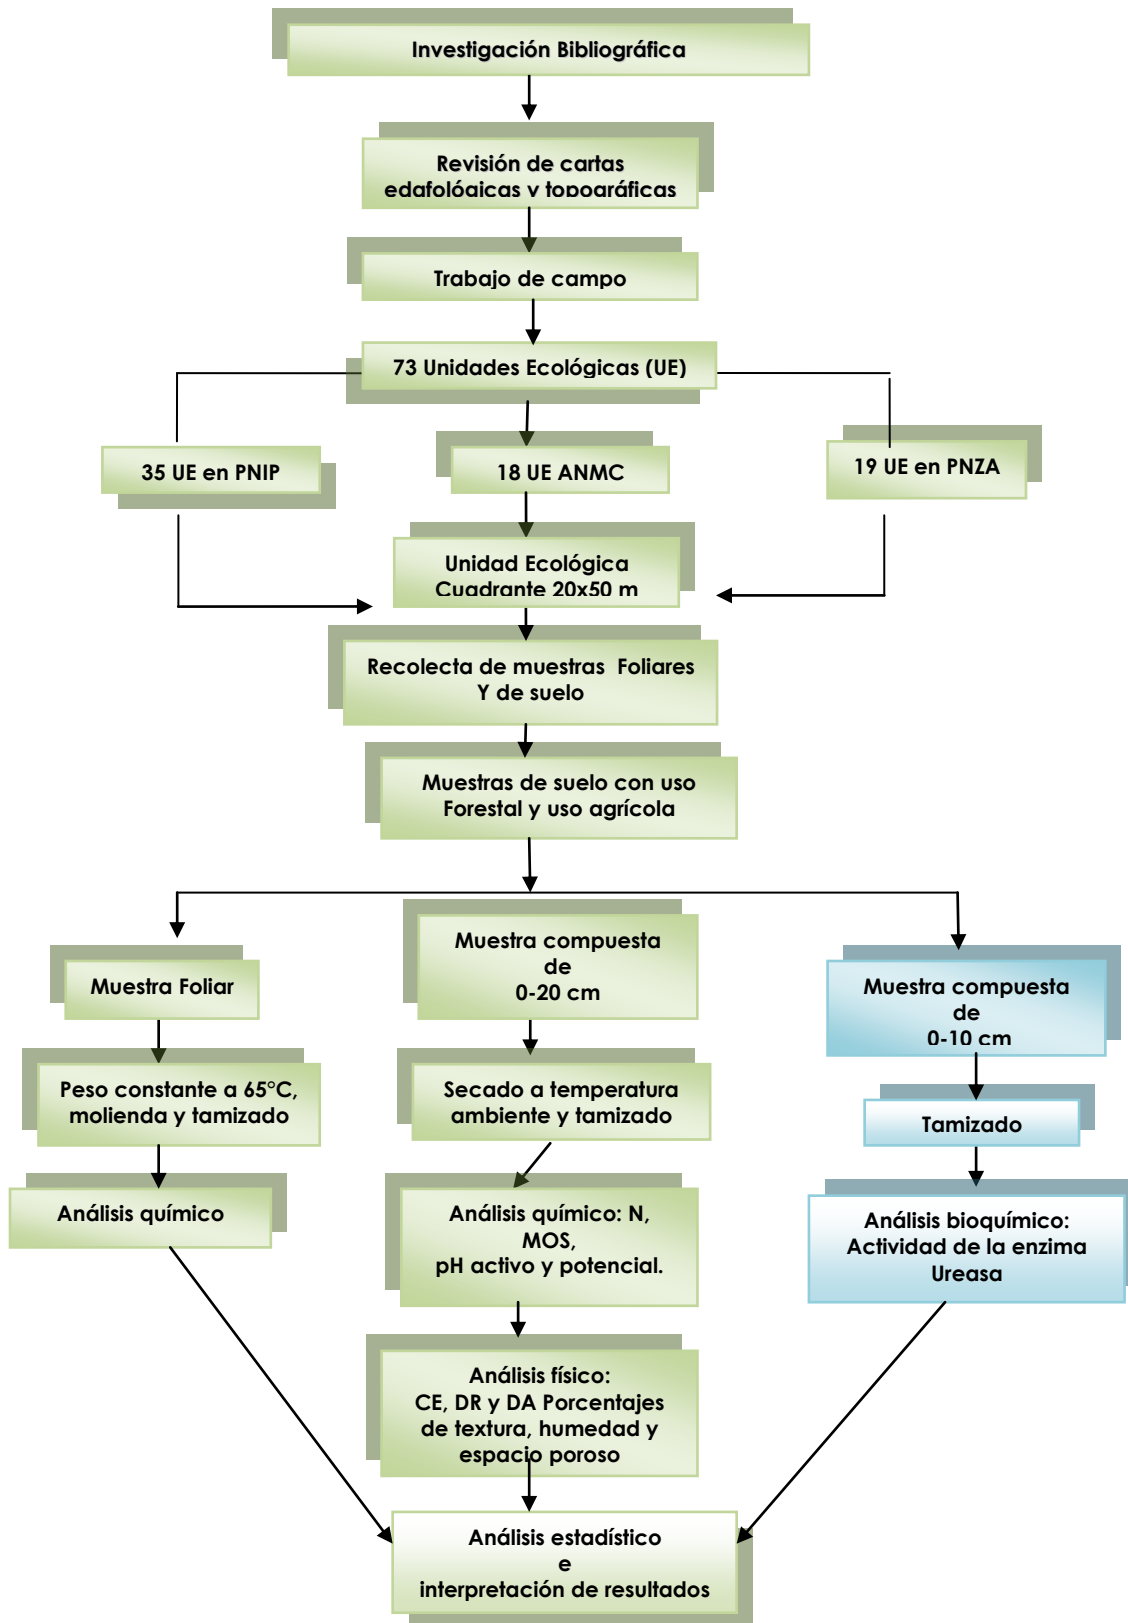 Investigación Bibliográfica
Revisión de cartas
edafológicas y topográficas
Trabajo de campo
73 Unidades Ecológicas (UE)
35 UE en PNIP
18 UE ANMC
19 UE en PNZA
Unidad Ecológica
Cuadrante 20x50 m
Recolecta de muestras Foliares
Y de suelo
Muestras de suelo con uso
Forestal y uso agrícola
Muestra Foliar
Peso constante a 65°C,
molienda y tamizado
Análisis químico
Muestra compuesta
de
0-20 cm
Secado a temperatura
ambiente y tamizado
Análisis químico: N,
MOS,
pH activo y potencial.
Análisis físico:
CE, DR y DA Porcentajes
de textura, humedad y
espacio poroso
Muestra compuesta
de
0-10 cm
Tamizado
Análisis bioquímico:
Actividad de la enzima
Ureasa
Análisis estadístico
e
interpretación de resultados